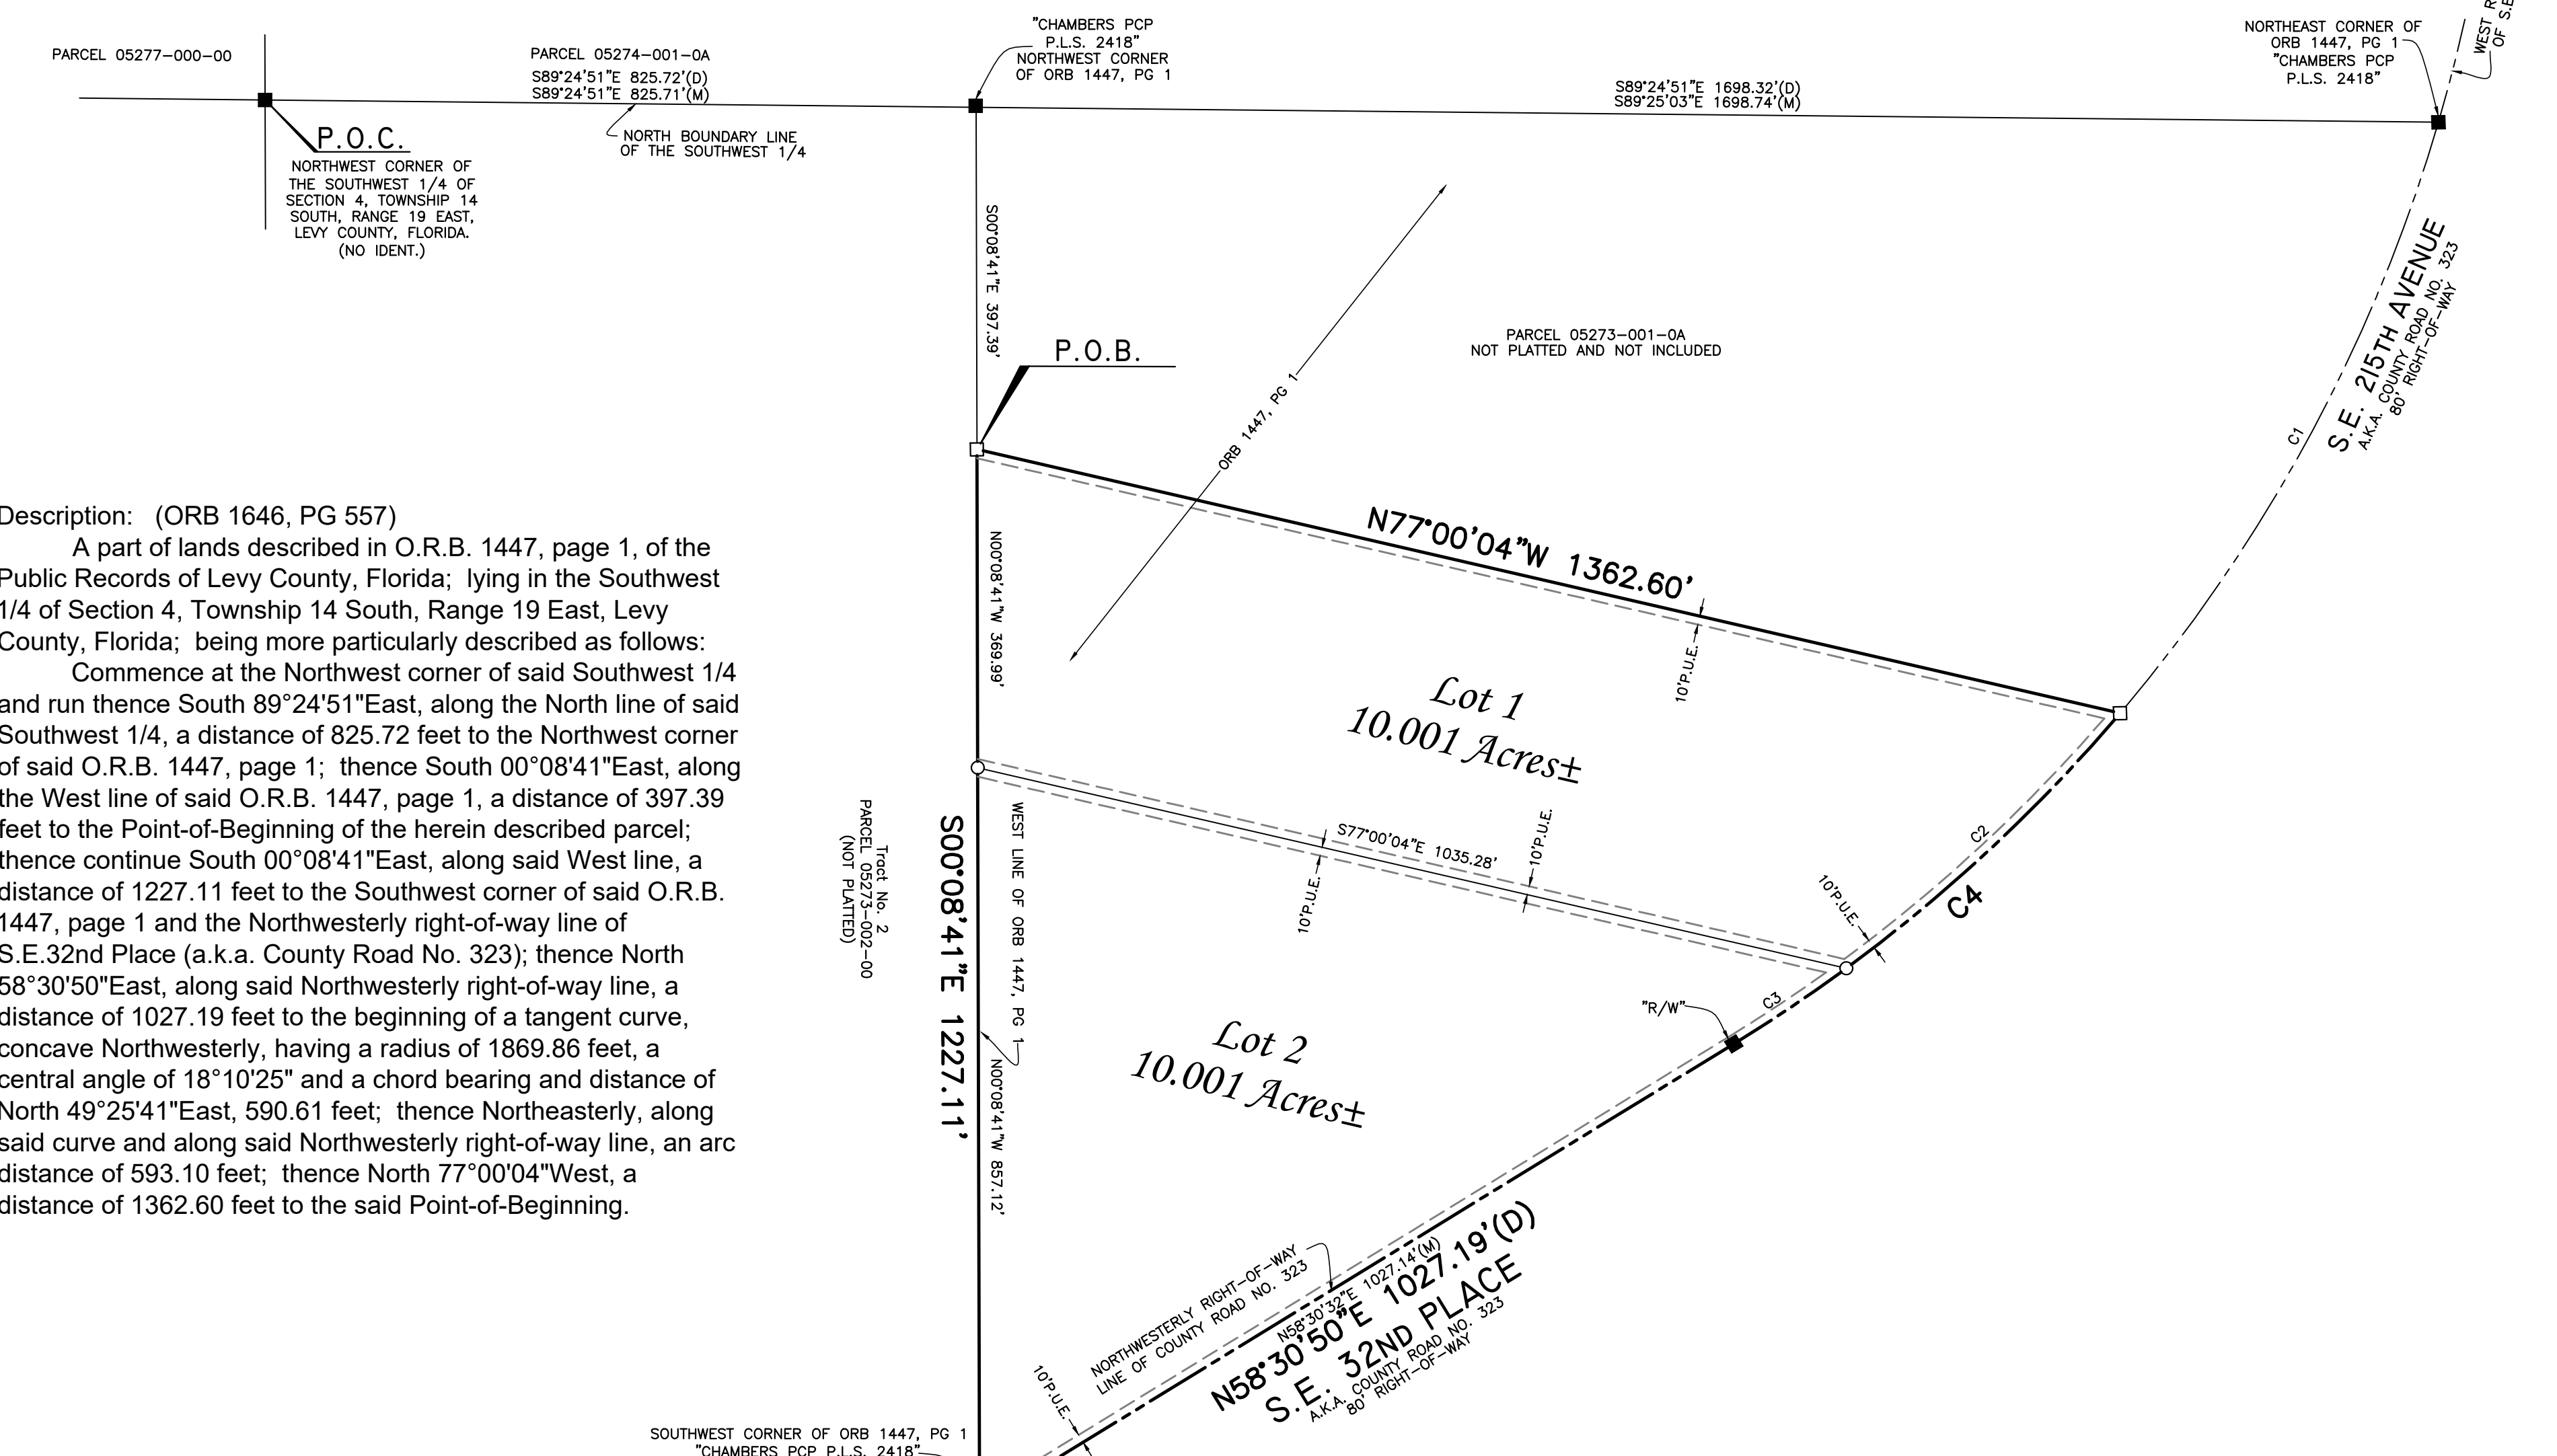 PARCEL 05277-000-00
PARCEL 05274-001-0A
S89°24'51"E 825.72'(D)
S89°24'51"E 825.71'(M)
"CHAMBERS PCP
P.L.S. 2418"
NORTHWEST CORNER
OF ORB 1447, PG 1
S89°24'51"E 1698.32'(D)
S89°25'03"E 1698.74'(M)
NORTHEAST CORNER OF
ORB 1447, PG 1
"CHAMBERS PCP
P.L.S. 2418"
WEST
OF S.E.
P.O.C.
NORTHWEST CORNER OF
THE SOUTHWEST 1/4 OF
SECTION 4, TOWNSHIP 14
SOUTH, RANGE 19 EAST,
LEVY COUNTY, FLORIDA.
(NO IDENT.)
NORTH BOUNDARY LINE
OF THE SOUTHWEST 1/4
S00°08'41"E 397.39'
P.O.B.
ORB 1447, PG 1
PARCEL 05273-001-0A
NOT PLATTED AND NOT INCLUDED
C1
S.E. 215TH AVENUE
A.K.A. COUNTY ROAD NO. 323
80' RIGHT-OF-WAY
Description: (ORB 1646, PG 557)
A part of lands described in O.R.B. 1447, page 1, of the
Public Records of Levy County, Florida; lying in the Southwest
1/4 of Section 4, Township 14 South, Range 19 East, Levy
County, Florida; being more particularly described as follows:
Commence at the Northwest corner of said Southwest 1/4
and run thence South 89°24'51"East, along the North line of said
Southwest 1/4, a distance of 825.72 feet to the Northwest corner
of said O.R.B. 1447, page 1; thence South 00°08'41"East, along
the West line of said O.R.B. 1447, page 1, a distance of 397.39
feet to the Point-of-Beginning of the herein described parcel;
thence continue South 00°08'41"East, along said West line, a
distance of 1227.11 feet to the Southwest corner of said O.R.B.
1447, page 1 and the Northwesterly right-of-way line of
S.E.32nd Place (a.k.a. County Road No. 323); thence North
58°30'50"East, along said Northwesterly right-of-way line, a
distance of 1027.19 feet to the beginning of a tangent curve,
concave Northwesterly, having a radius of 1869.86 feet, a
central angle of 18°10'25" and a chord bearing and distance of
North 49°25'41"East, 590.61 feet; thence Northeasterly, along
said curve and along said Northwesterly right-of-way line, an arc
distance of 593.10 feet; thence North 77°00'04"West, a
distance of 1362.60 feet to the said Point-of-Beginning.
N77°00'04"W 1362.60'
N00°08'41"W 369.99'
10'P.U.E.
Lot 1
10.001 Acres±
S77°00'04"E 1035.28'
10'P.U.E.
10'P.U.E.
10'P.U.E.
C2
C4
C3
"R/W"
Tract No. 2
PARCEL 05273-002-00
(NOT PLATTED)
S00°08'41"E 1227.11'
WEST LINE OF ORB 1447, PG 1
N00°08'41"W 857.12'
Lot 2
10.001 Acres±
NORTHWESTERLY RIGHT-OF-WAY
LINE OF COUNTY ROAD NO. 323
N58°30'32"E 1027.14'(M)
N58°30'50"E 1027.19'(D)
S.E. 32ND PLACE
A.K.A. COUNTY ROAD NO. 323
80' RIGHT-OF-WAY
10'P.U.E.
SOUTHWEST CORNER OF ORB 1447, PG 1
"CHAMBERS PCP P.L.S. 2418"